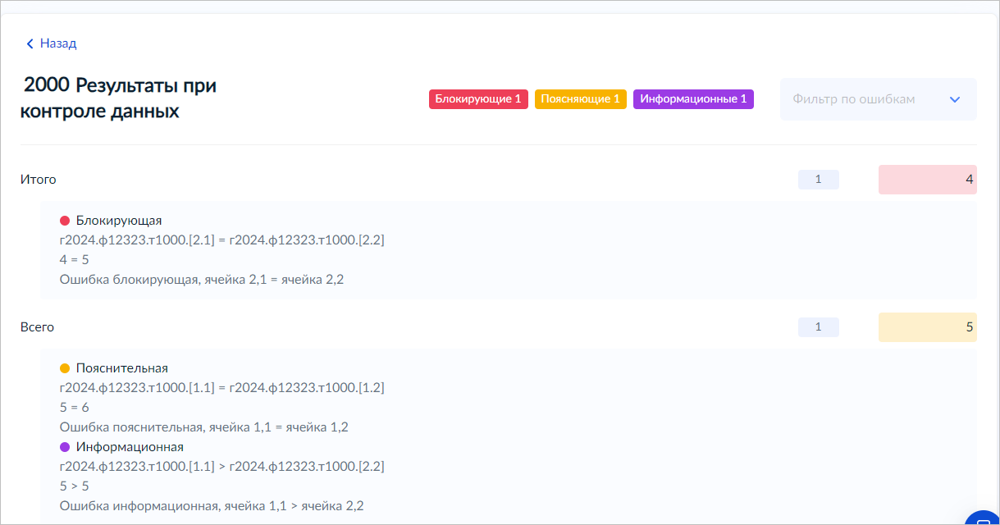 Назад
2000 Результаты при
контроле данных
Блокирующие 1 Поясняющие 1 Информационные 1 Фильтр по ошибкам
Итого 1 4
Блокирующая
г2024.ф12323.т1000.[2.1] = г2024.ф12323.т1000.[2.2]
4 = 5
Ошибка блокирующая, ячейка 2,1 = ячейка 2,2
Всего 1 5
Пояснительная
г2024.ф12323.т1000.[1.1] = г2024.ф12323.т1000.[1.2]
5 = 6
Ошибка пояснительная, ячейка 1,1 = ячейка 1,2
Информационная
г2024.ф12323.т1000.[1.1] > г2024.ф12323.т1000.[2.2]
5 > 5
Ошибка информационная, ячейка 1,1 > ячейка 2,2